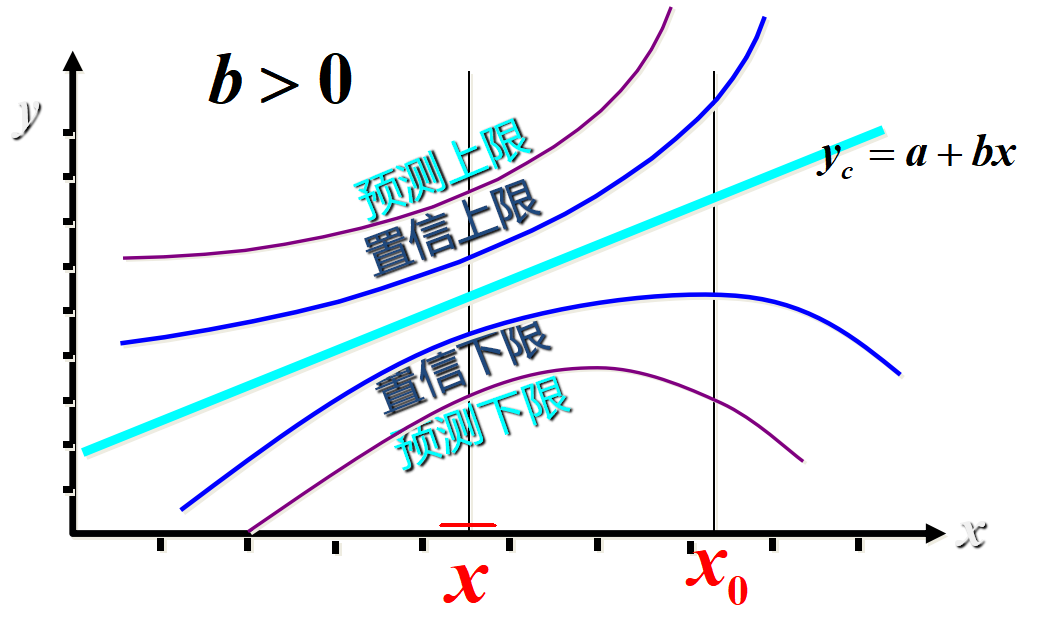 b > 0
y
预测上限
置信上限
y_c = a + bx
置信下限
预测下限
x
x̄
x₀